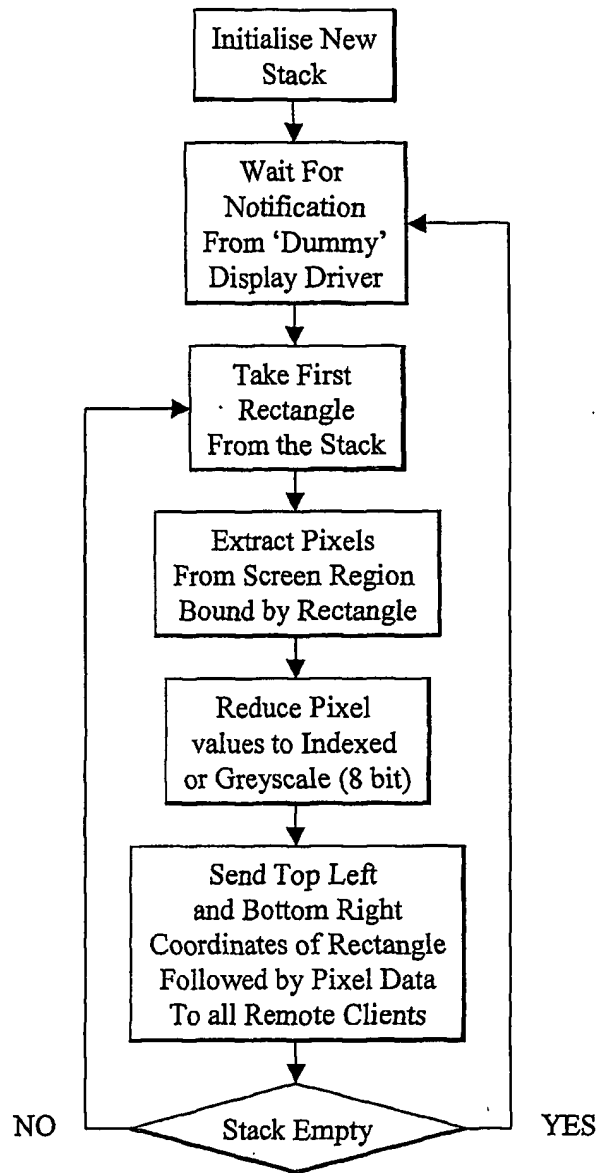 Initialise New
Stack
Wait For
Notification
From ‘Dummy’
Display Driver
Take First
Rectangle
From the Stack
Extract Pixels
From Screen Region
Bound by Rectangle
Reduce Pixel
values to Indexed
or Greyscale (8 bit)
Send Top Left
and Bottom Right
Coordinates of Rectangle
Followed by Pixel Data
To all Remote Clients
NO
Stack Empty
YES